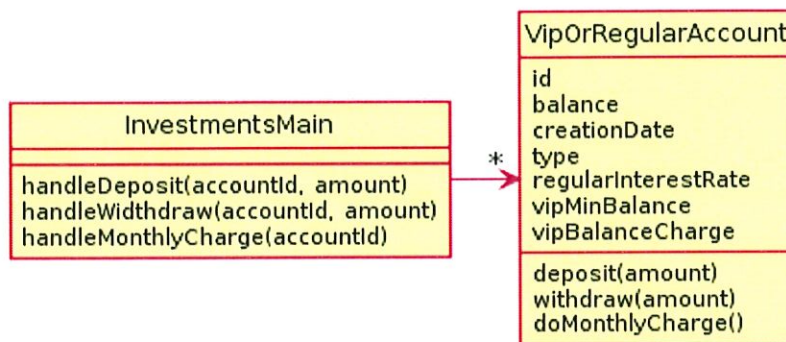 InvestmentsMain
handleDeposit(accountId, amount)
handleWidthdraw(accountId, amount)
handleMonthlyCharge(accountId)
*
VipOrRegularAccount
id
balance
creationDate
type
regularInterestRate
vipMinBalance
vipBalanceCharge
deposit(amount)
withdraw(amount)
doMonthlyCharge()